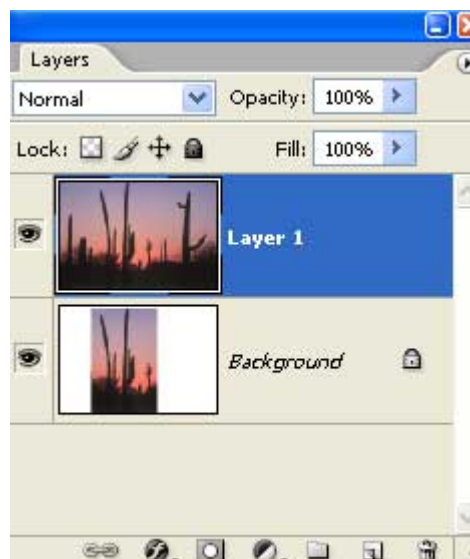 Layers
Normal Opacity: 100%
Lock: Fill: 100%
Layer 1
Background